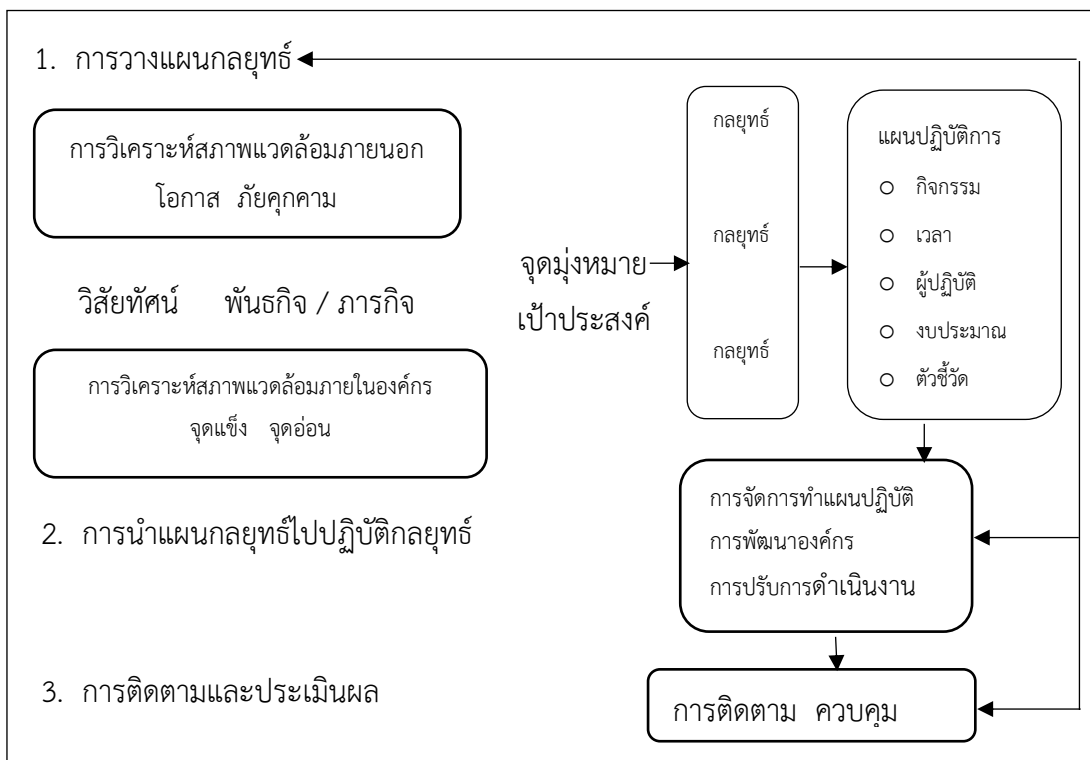 1. การวางแผนกลยุทธ์
การวิเคราะห์สภาพแวดล้อมภายนอก
โอกาส ภัยคุกคาม
วิสัยทัศน์ พันธกิจ / ภารกิจ
การวิเคราะห์สภาพแวดล้อมภายในองค์กร
จุดแข็ง จุดอ่อน
จุดมุ่งหมาย
เป้าประสงค์
กลยุทธ์
กลยุทธ์
กลยุทธ์
แผนปฏิบัติการ
o กิจกรรม
o เวลา
o ผู้ปฏิบัติ
o งบประมาณ
o ตัวชี้วัด
2. การนำแผนกลยุทธ์ไปปฏิบัติกลยุทธ์
การจัดการทำแผนปฏิบัติ
การพัฒนาองค์กร
การปรับการดำเนินงาน
3. การติดตามและประเมินผล
การติดตาม ควบคุม